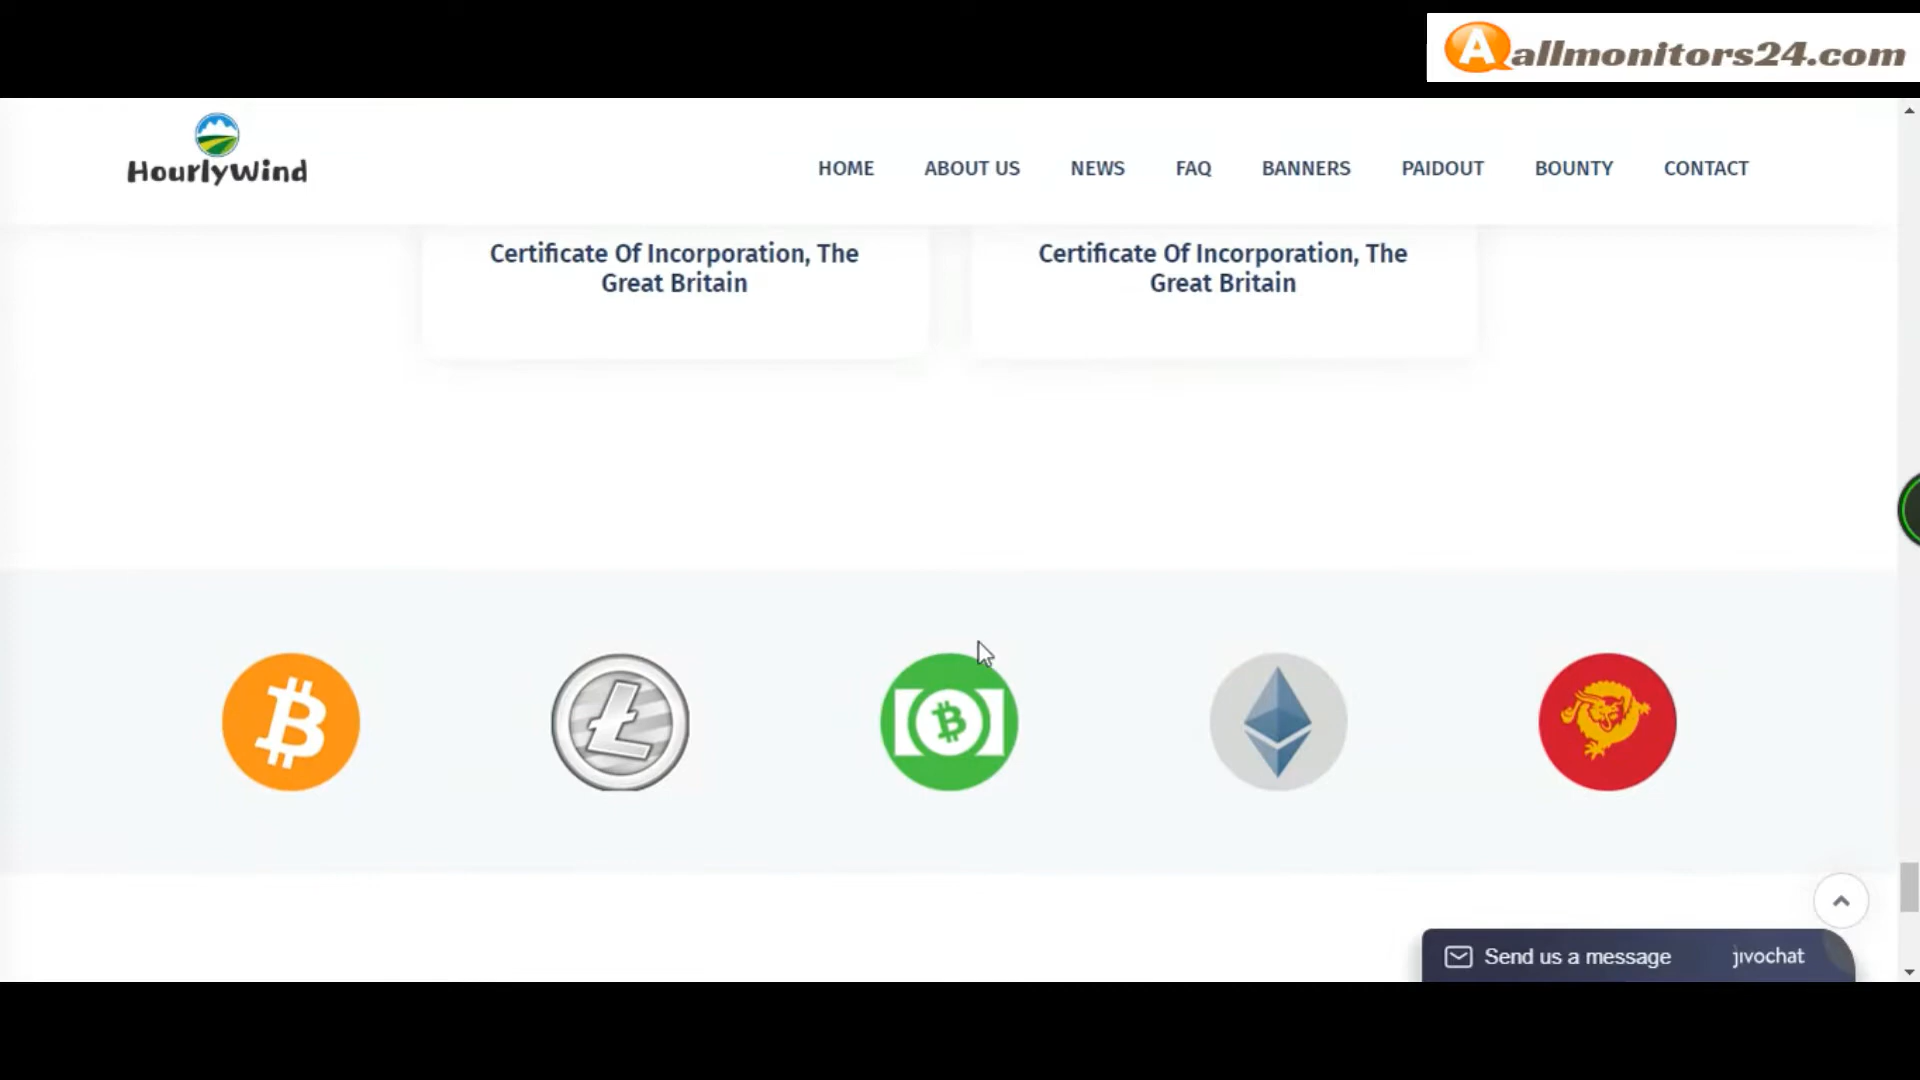 A allmonitors24.com
HourlyWind
HOME ABOUT US NEWS FAQ BANNERS PAIDOUT BOUNTY CONTACT
Certificate Of Incorporation, The
Great Britain
Certificate Of Incorporation, The
Great Britain
Send us a message jivochat